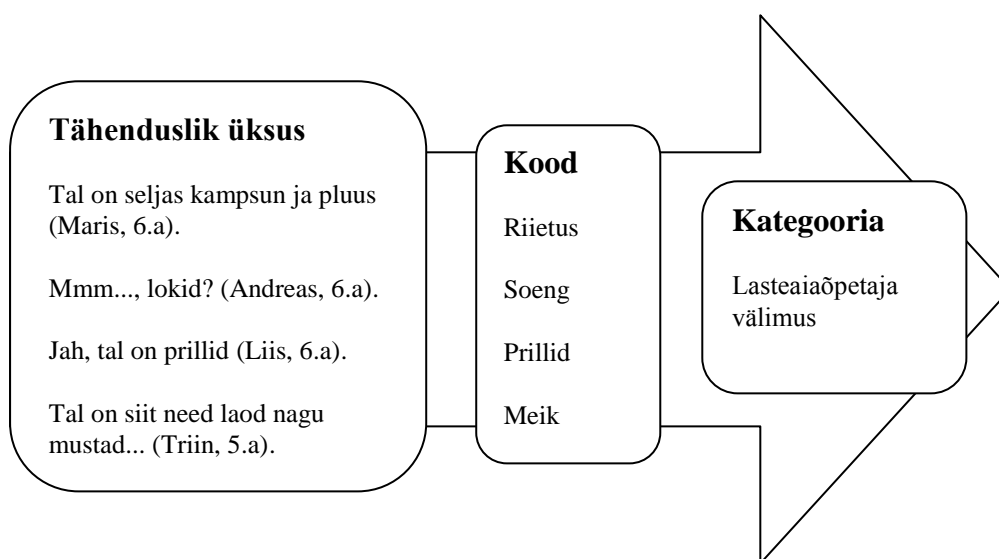 Tähenduslik üksus
Tal on seljas kampsun ja pluus
(Maris, 6.a).
Mmm..., lokid? (Andreas, 6.a).
Jah, tal on prillid (Liis, 6.a).
Tal on siit need laod nagu
mustad... (Triin, 5.a).
Kood
Riietus
Soeng
Prillid
Meik
Kategooria
Lasteaiaõpetaja
välimus